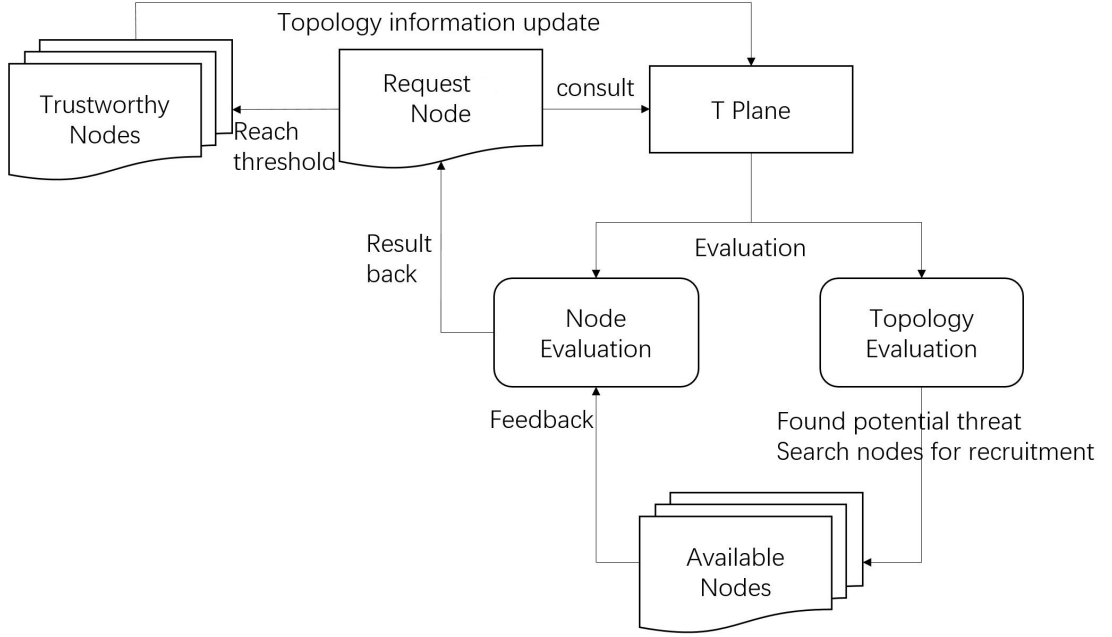 Topology information update
Trustworthy
Nodes
Request
Node
consult
T Plane
Reach
threshold
Result
back
Evaluation
Node
Evaluation
Topology
Evaluation
Feedback
Found potential threat
Search nodes for recruitment
Available
Nodes